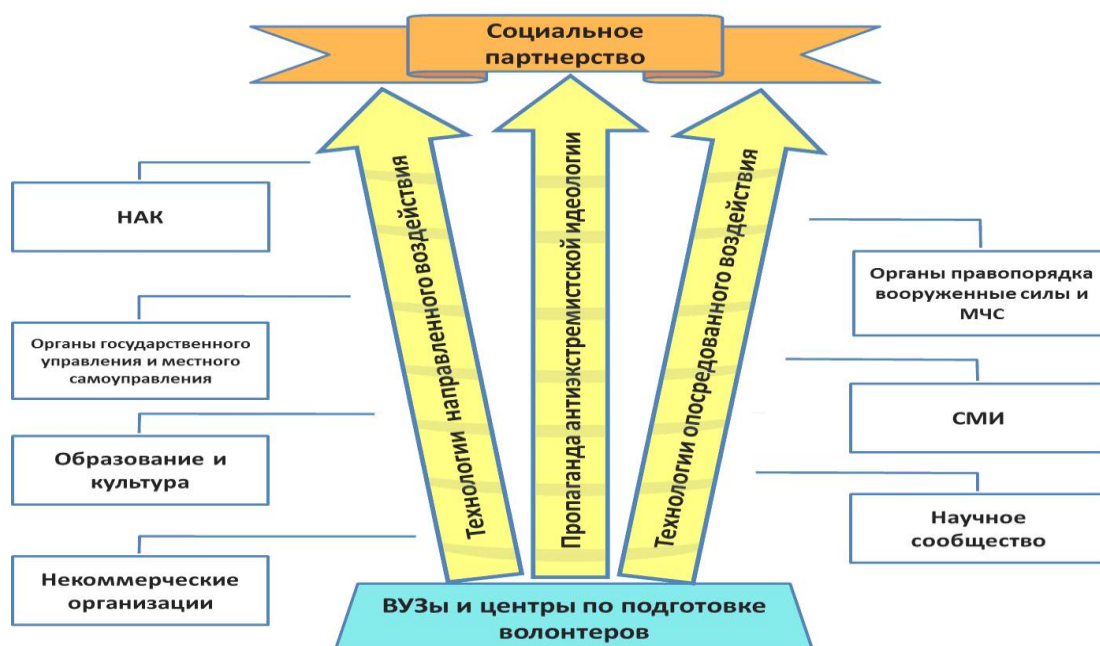 Социальное
партнерство
НАК
Органы государственного
управления и местного
самоуправления
Образование и
культура
Некоммерческие
организации
Технологии направленного воздействия
Пропаганда антиэкстремистской идеологии
Технологии опосредованного воздействия
Органы правопорядка
вооруженные силы и
МЧС
СМИ
Научное
сообщество
ВУЗы и центры по подготовке
волонтеров